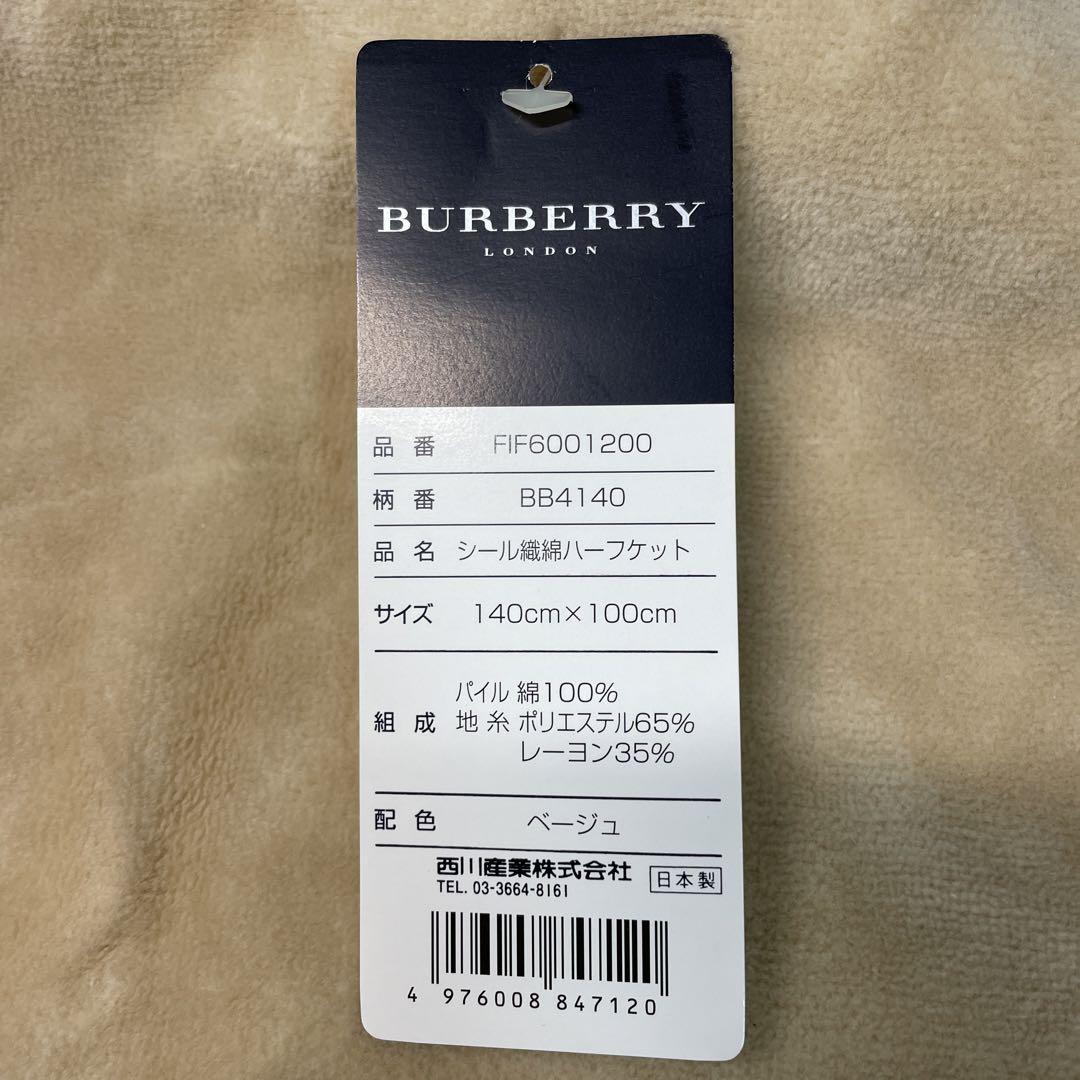 BURBERRY
LONDON
品番 FIF6001200
柄番 BB4140
品名 シール織綿ハーフケット
サイズ 140cm×100cm
パイル 綿100%
組成 地糸 ポリエステル65%
レーヨン35%
配色 ベージュ
西川産業株式会社 日本製
TEL. 03-3664-8161
4 976008 847120